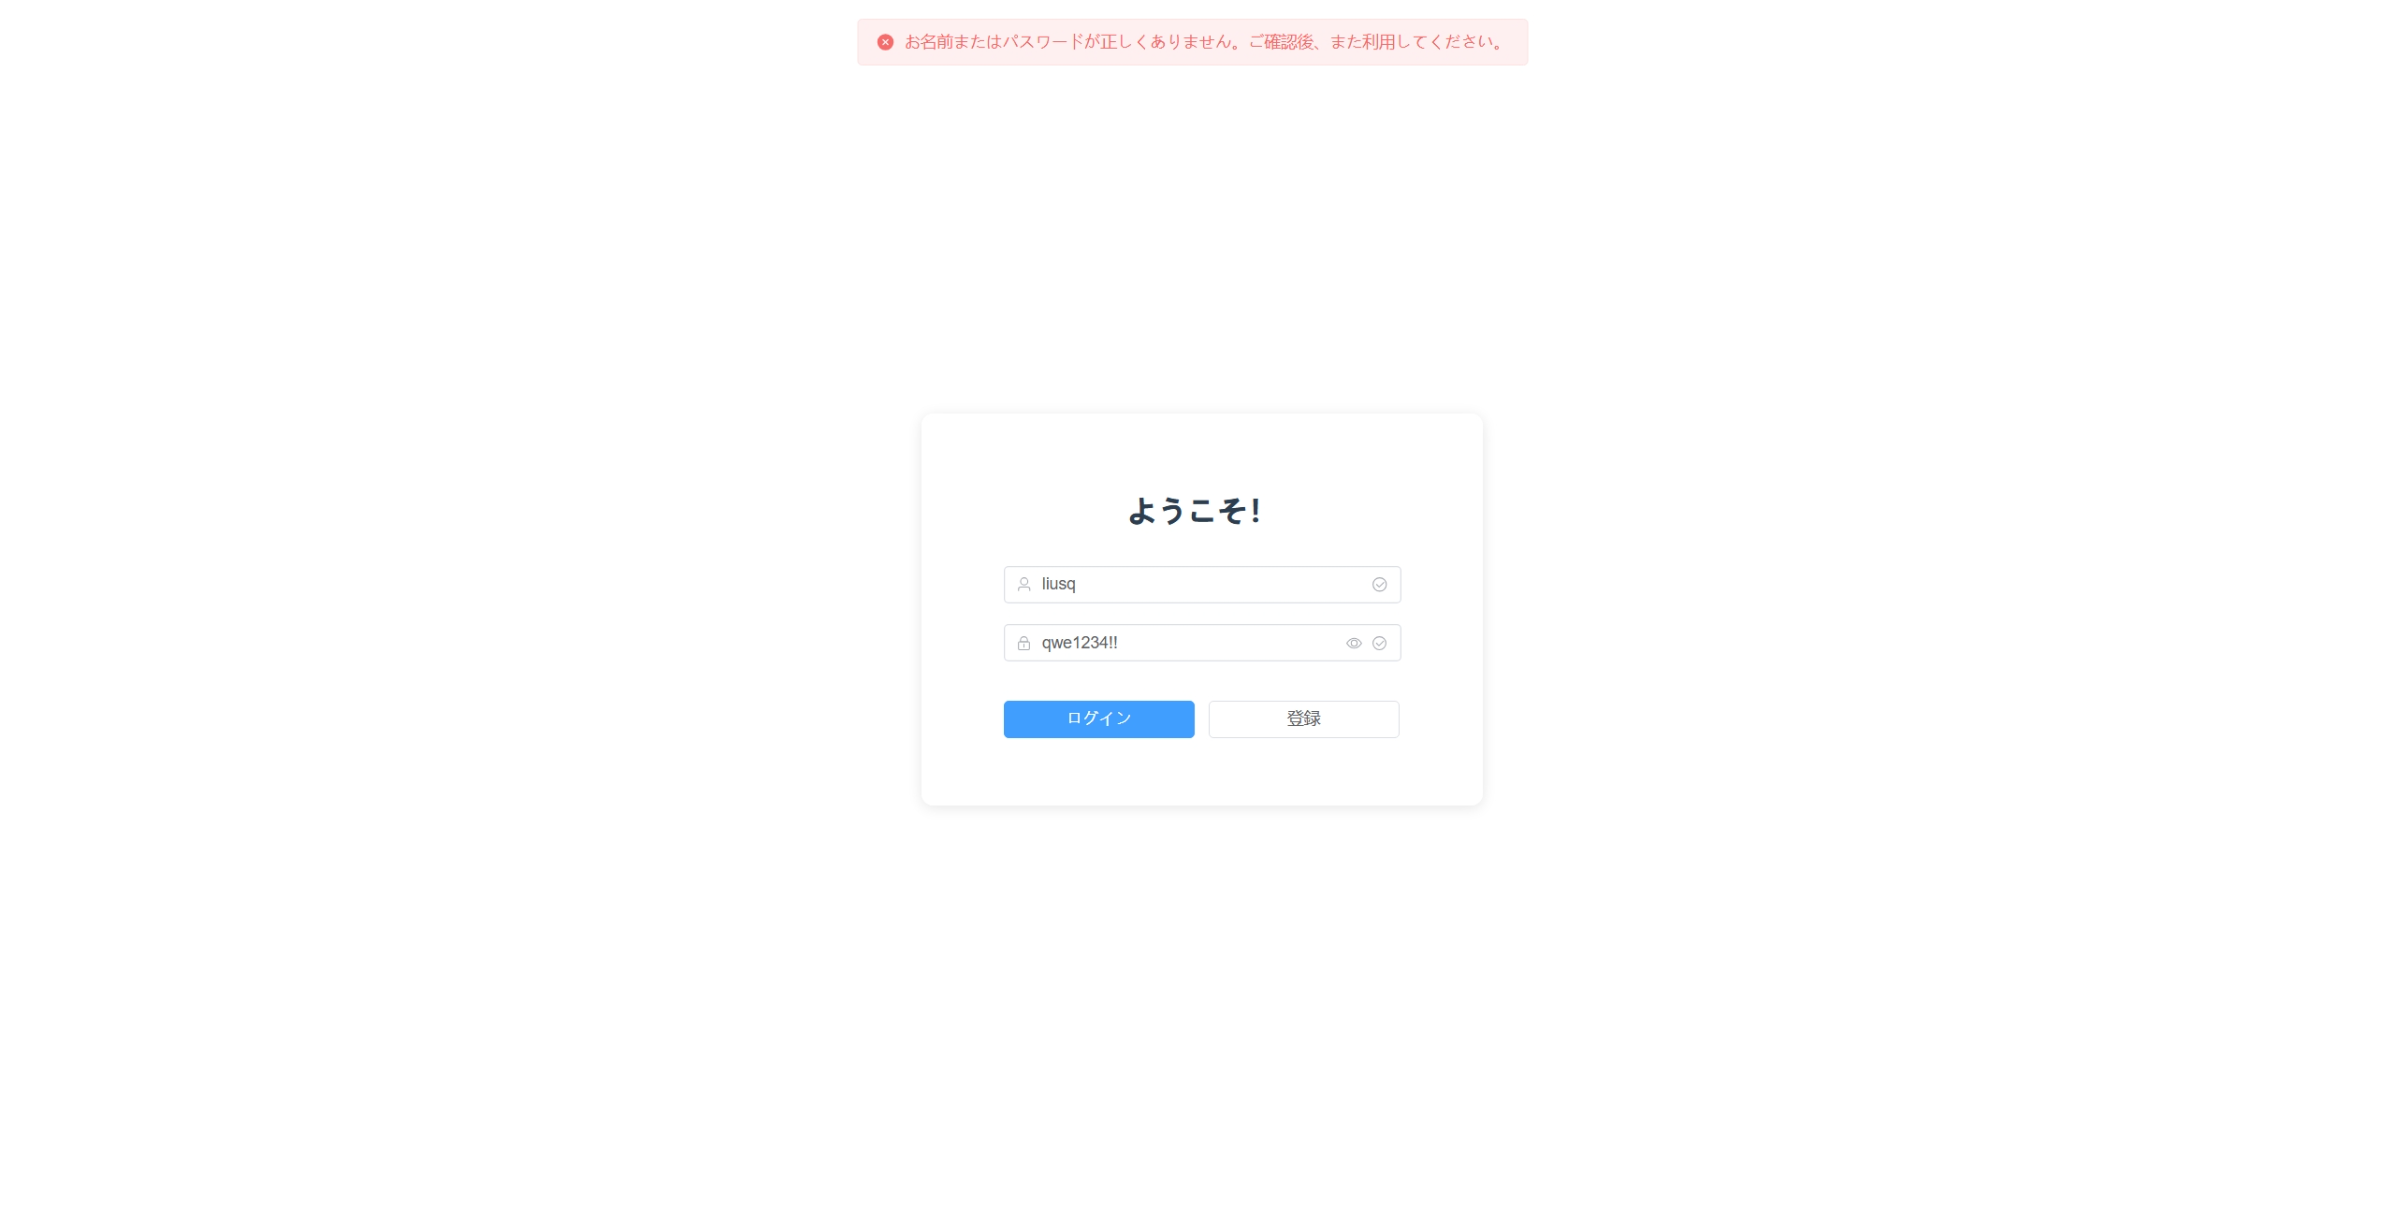 お名前またはパスワードが正しくありません。ご確認後、また利用してください。
ようこそ！
liusq
qwe1234!!
ログイン 登録